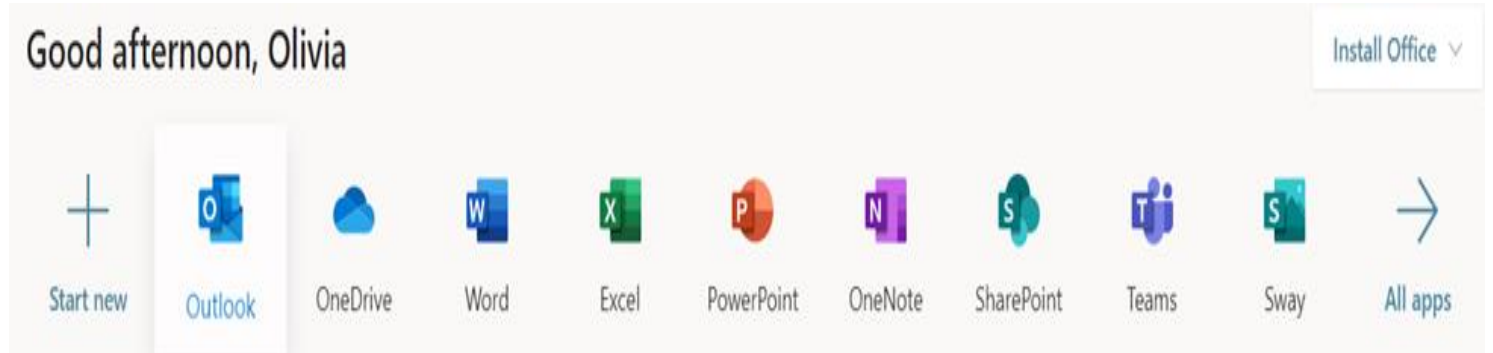 Good afternoon, Olivia
Install Office
O
W
X
P
N
S
T
S
Start new
Outlook
OneDrive
Word
Excel
PowerPoint
OneNote
SharePoint
Teams
Sway
All apps